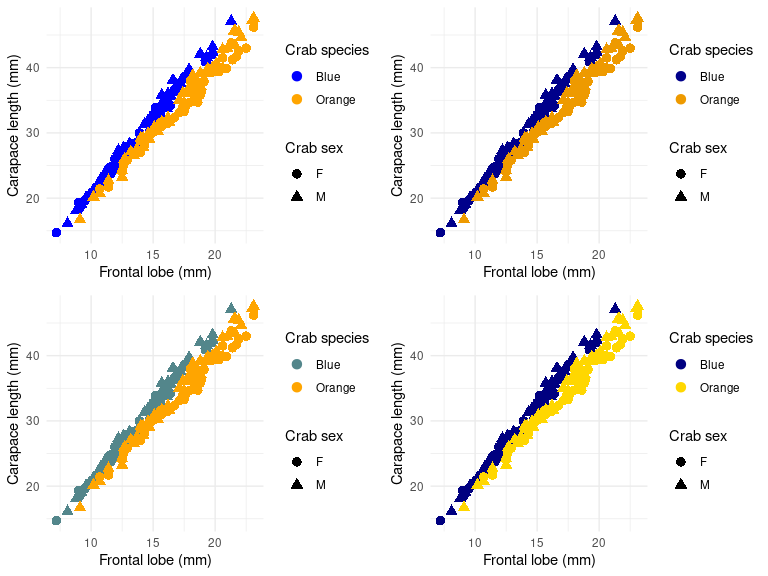 Carapace length (mm)
40
30
20
10
15
20
Frontal lobe (mm)
Crab species
Blue
Orange
Crab sex
F
M
Carapace length (mm)
40
30
20
10
15
20
Frontal lobe (mm)
Crab species
Blue
Orange
Crab sex
F
M
Carapace length (mm)
40
30
20
10
15
20
Frontal lobe (mm)
Crab species
Blue
Orange
Crab sex
F
M
Carapace length (mm)
40
30
20
10
15
20
Frontal lobe (mm)
Crab species
Blue
Orange
Crab sex
F
M